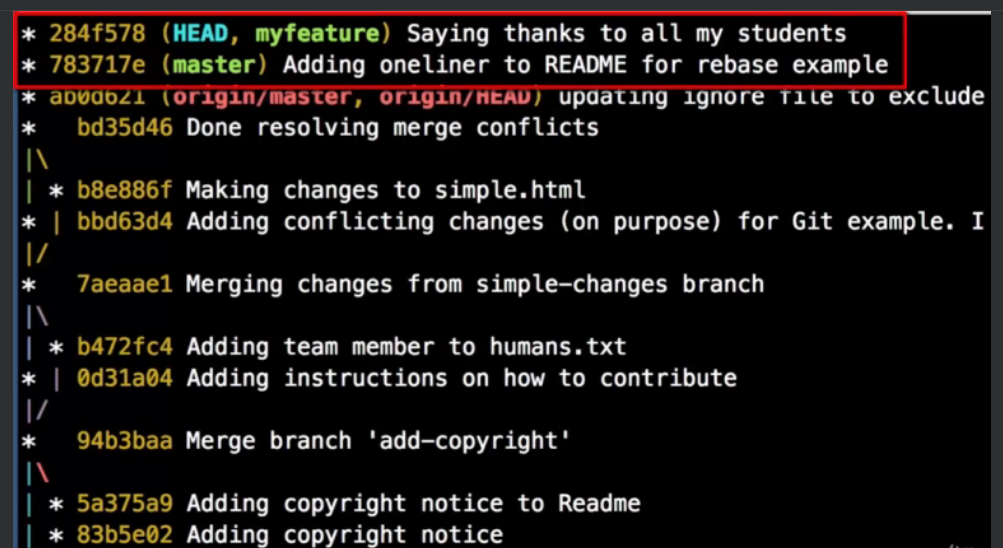 * 284f578 (HEAD, myfeature) Saying thanks to all my students
* 783717e (master) Adding oneliner to README for rebase example
* ab0d621 (origin/master, origin/HEAD) updating ignore file to exclude
*   bd35d46 Done resolving merge conflicts
|\
| * b8e886f Making changes to simple.html
* | bbd63d4 Adding conflicting changes (on purpose) for Git example. I
|/
*   7aeaae1 Merging changes from simple-changes branch
|\
| * b472fc4 Adding team member to humans.txt
* | 0d31a04 Adding instructions on how to contribute
|/
*   94b3baa Merge branch 'add-copyright'
|\
| * 5a375a9 Adding copyright notice to Readme
| * 83b5e02 Adding copyright notice